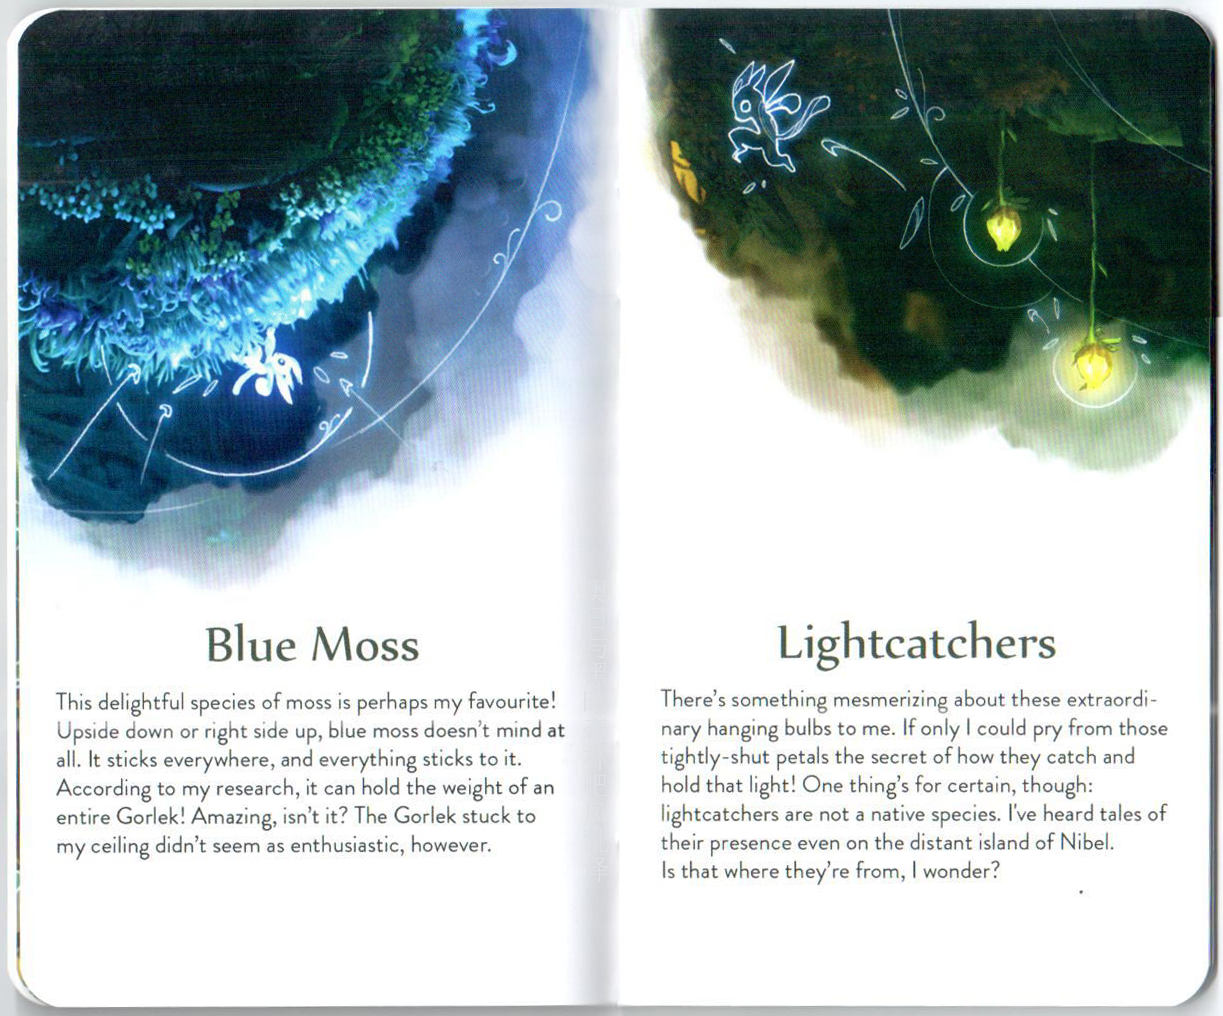 Blue Moss
This delightful species of moss is perhaps my favourite!
Upside down or right side up, blue moss doesn't mind at
all. It sticks everywhere, and everything sticks to it.
According to my research, it can hold the weight of an
entire Gorlek! Amazing, isn't it? The Gorlek stuck to
my ceiling didn't seem as enthusiastic, however.
Lightcatchers
There's something mesmerizing about these extraordi-
nary hanging bulbs to me. If only I could pry from those
tightly-shut petals the secret of how they catch and
hold that light! One thing's for certain, though:
lightcatchers are not a native species. I've heard tales of
their presence even on the distant island of Nibel.
Is that where they're from, I wonder?